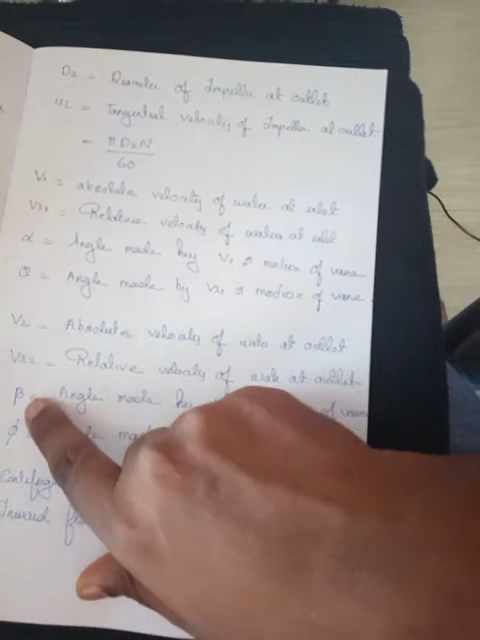 D2 = Diameter of Impeller at outlet
u2 = Tangential velocity of Impeller at outlet
= πD2N
60
V1 = absolute velocity of water at inlet
Vr1 = Relative velocity of water at inlet
α = Angle made by V1 & motion of vane
θ = Angle made by Vr1 & motion of vane
V2 = Absolute velocity of water at outlet
Vr2 = Relative velocity of water at outlet
β = Angle made by of vane
φ =
Inward